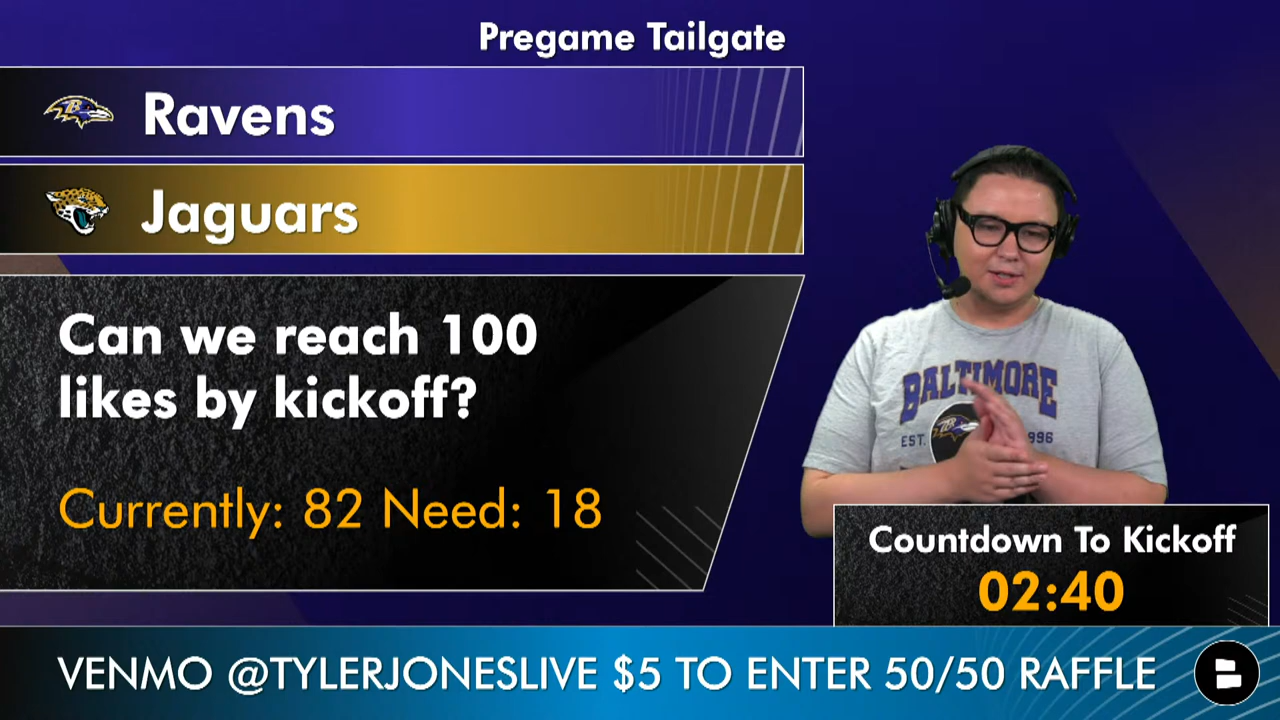 Pregame Tailgate
Ravens
Jaguars
Can we reach 100
likes by kickoff?
Currently: 82 Need: 18
BALTIMORE
EST. 1996
Countdown To Kickoff
02:40
VENMO @TYLERJONESLIVE $5 TO ENTER 50/50 RAFFLE